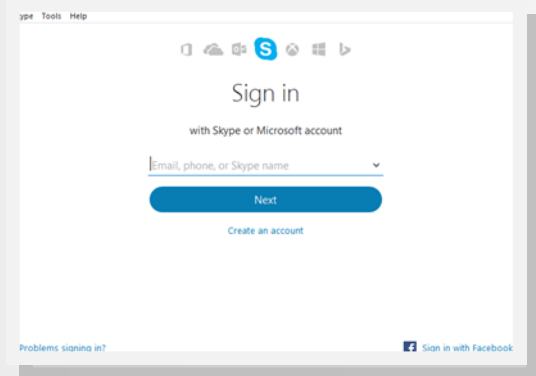 ype Tools Help
S
Sign in
with Skype or Microsoft account
Email, phone, or Skype name
Next
Create an account
Problems signing in?
Sign in with Facebook